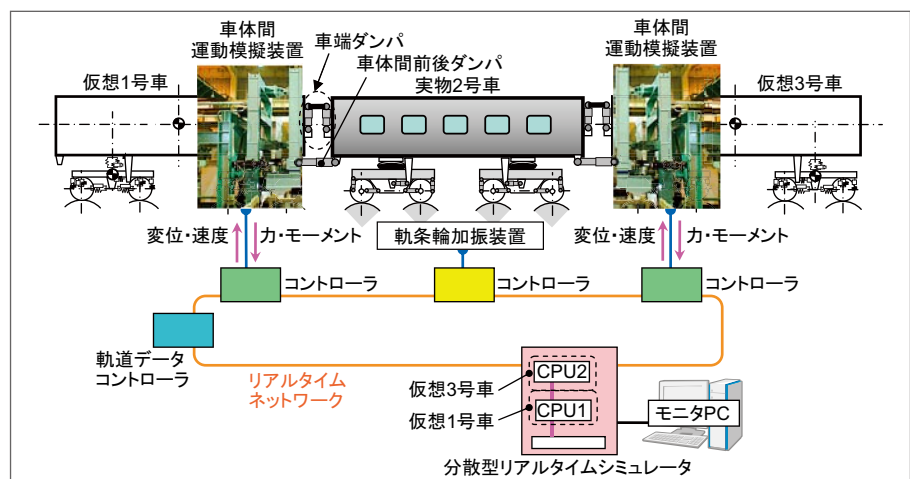 車体間
運動模擬装置
車端ダンパ
車体間前後ダンパ
実物2号車
車体間
運動模擬装置
仮想1号車
仮想3号車
変位・速度
力・モーメント
軌条輪加振装置
変位・速度
力・モーメント
コントローラ
コントローラ
コントローラ
軌道データ
コントローラ
リアルタイム
ネットワーク
仮想3号車
CPU2
仮想1号車
CPU1
モニタPC
分散型リアルタイムシミュレータ